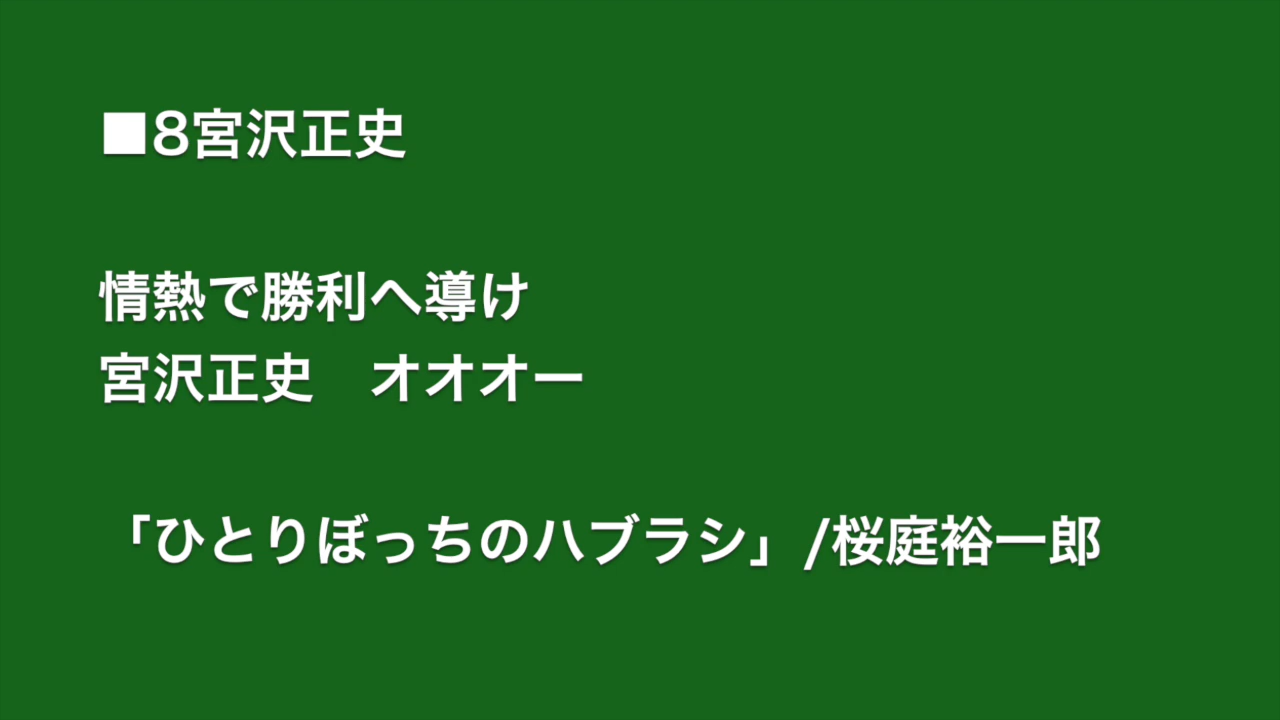 ■8宮沢正史
情熱で勝利へ導け
宮沢正史　オオオー
「ひとりぼっちのハブラシ」/桜庭裕一郎